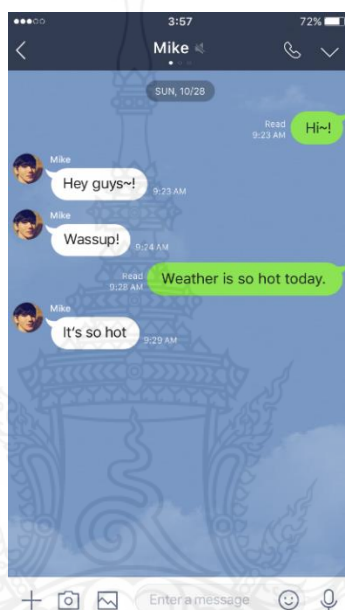 3:57
72%
Mike
SUN, 10/28
Read
9:23 AM
Hi~!
Mike
Hey guys~!
9:23 AM
Mike
Wassup!
9:24 AM
Read
9:28 AM
Weather is so hot today.
Mike
It's so hot
9:29 AM
Enter a message